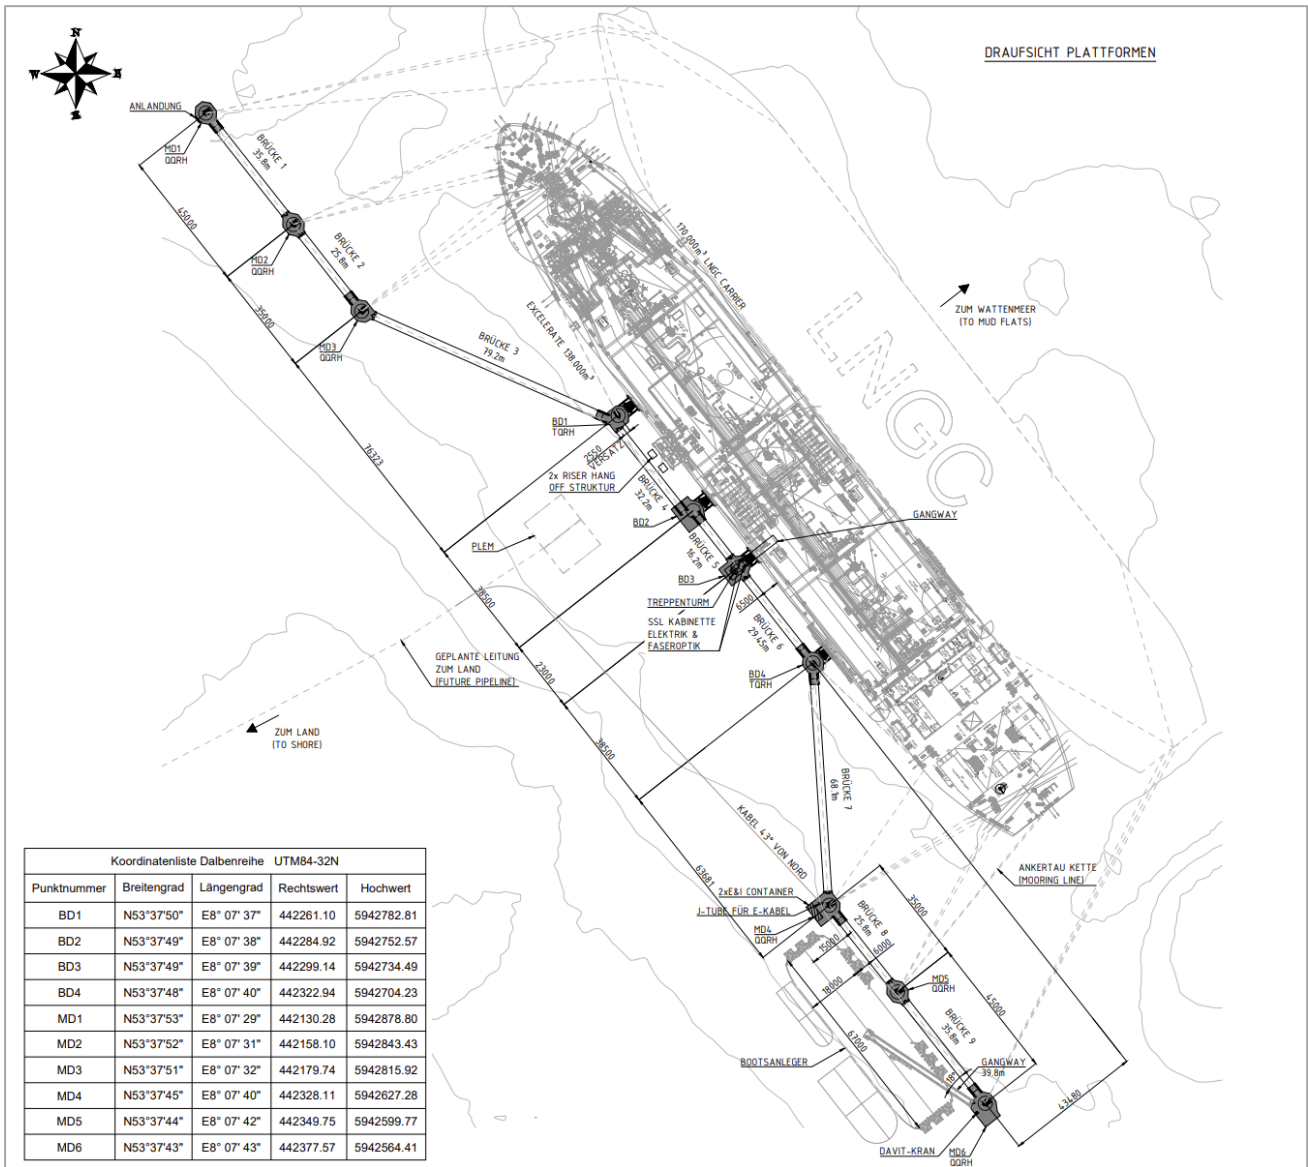 DRAUFSICHT PLATTFORMEN
N
W
S
ANLANDUNG
MD1
QQRH
BRÜCKE 1
35.8m
45000
MD2
QQRH
BRÜCKE 2
25.8m
35000
MD3
QQRH
BRÜCKE 3
79.2m
76323
170.000m³ LNGC CARRIER
EXCELERATE 138.000m³
LNGC
ZUM WATTENMEER
(TO MUD FLATS)
BD1
TQRH
2550
VERSATZ
2x RISER HANG
OFF STRUKTUR
BRÜCKE 4
32.2m
BD2
GANGWAY
PLEM
BRÜCKE 5
16.2m
BD3
38500
TREPPENTURM
6500
SSL KABINETTE
ELEKTRIK &
FASEROPTIK
BRÜCKE 6
29.45m
GEPLANTE LEITUNG
ZUM LAND
(FUTURE PIPELINE)
23000
BD4
TQRH
ZUM LAND
(TO SHORE)
38500
BRÜCKE 7
68.1m
KABEL 43° VON NORD
63681
ANKERTAU KETTE
(MOORING LINE)
2xE&I CONTAINER
J-TUBE FÜR E-KABEL
MD4
QQRH
BRÜCKE 8
25.8m
35000
15000
6000
18000
MD5
QQRH
45000
BRÜCKE 9
35.8m
67000
BOOTSANLEGER
GANGWAY
39.8m
18°
43480
DAVIT-KRAN
MD6
QQRH
Koordinatenliste Dalbenreihe UTM84-32N
Punktnummer Breitengrad Längengrad Rechtswert Hochwert
BD1 N53°37'50" E8° 07' 37" 442261.10 5942782.81
BD2 N53°37'49" E8° 07' 38" 442284.92 5942752.57
BD3 N53°37'49" E8° 07' 39" 442299.14 5942734.49
BD4 N53°37'48" E8° 07' 40" 442322.94 5942704.23
MD1 N53°37'53" E8° 07' 29" 442130.28 5942878.80
MD2 N53°37'52" E8° 07' 31" 442158.10 5942843.43
MD3 N53°37'51" E8° 07' 32" 442179.74 5942815.92
MD4 N53°37'45" E8° 07' 40" 442328.11 5942627.28
MD5 N53°37'44" E8° 07' 42" 442349.75 5942599.77
MD6 N53°37'43" E8° 07' 43" 442377.57 5942564.41